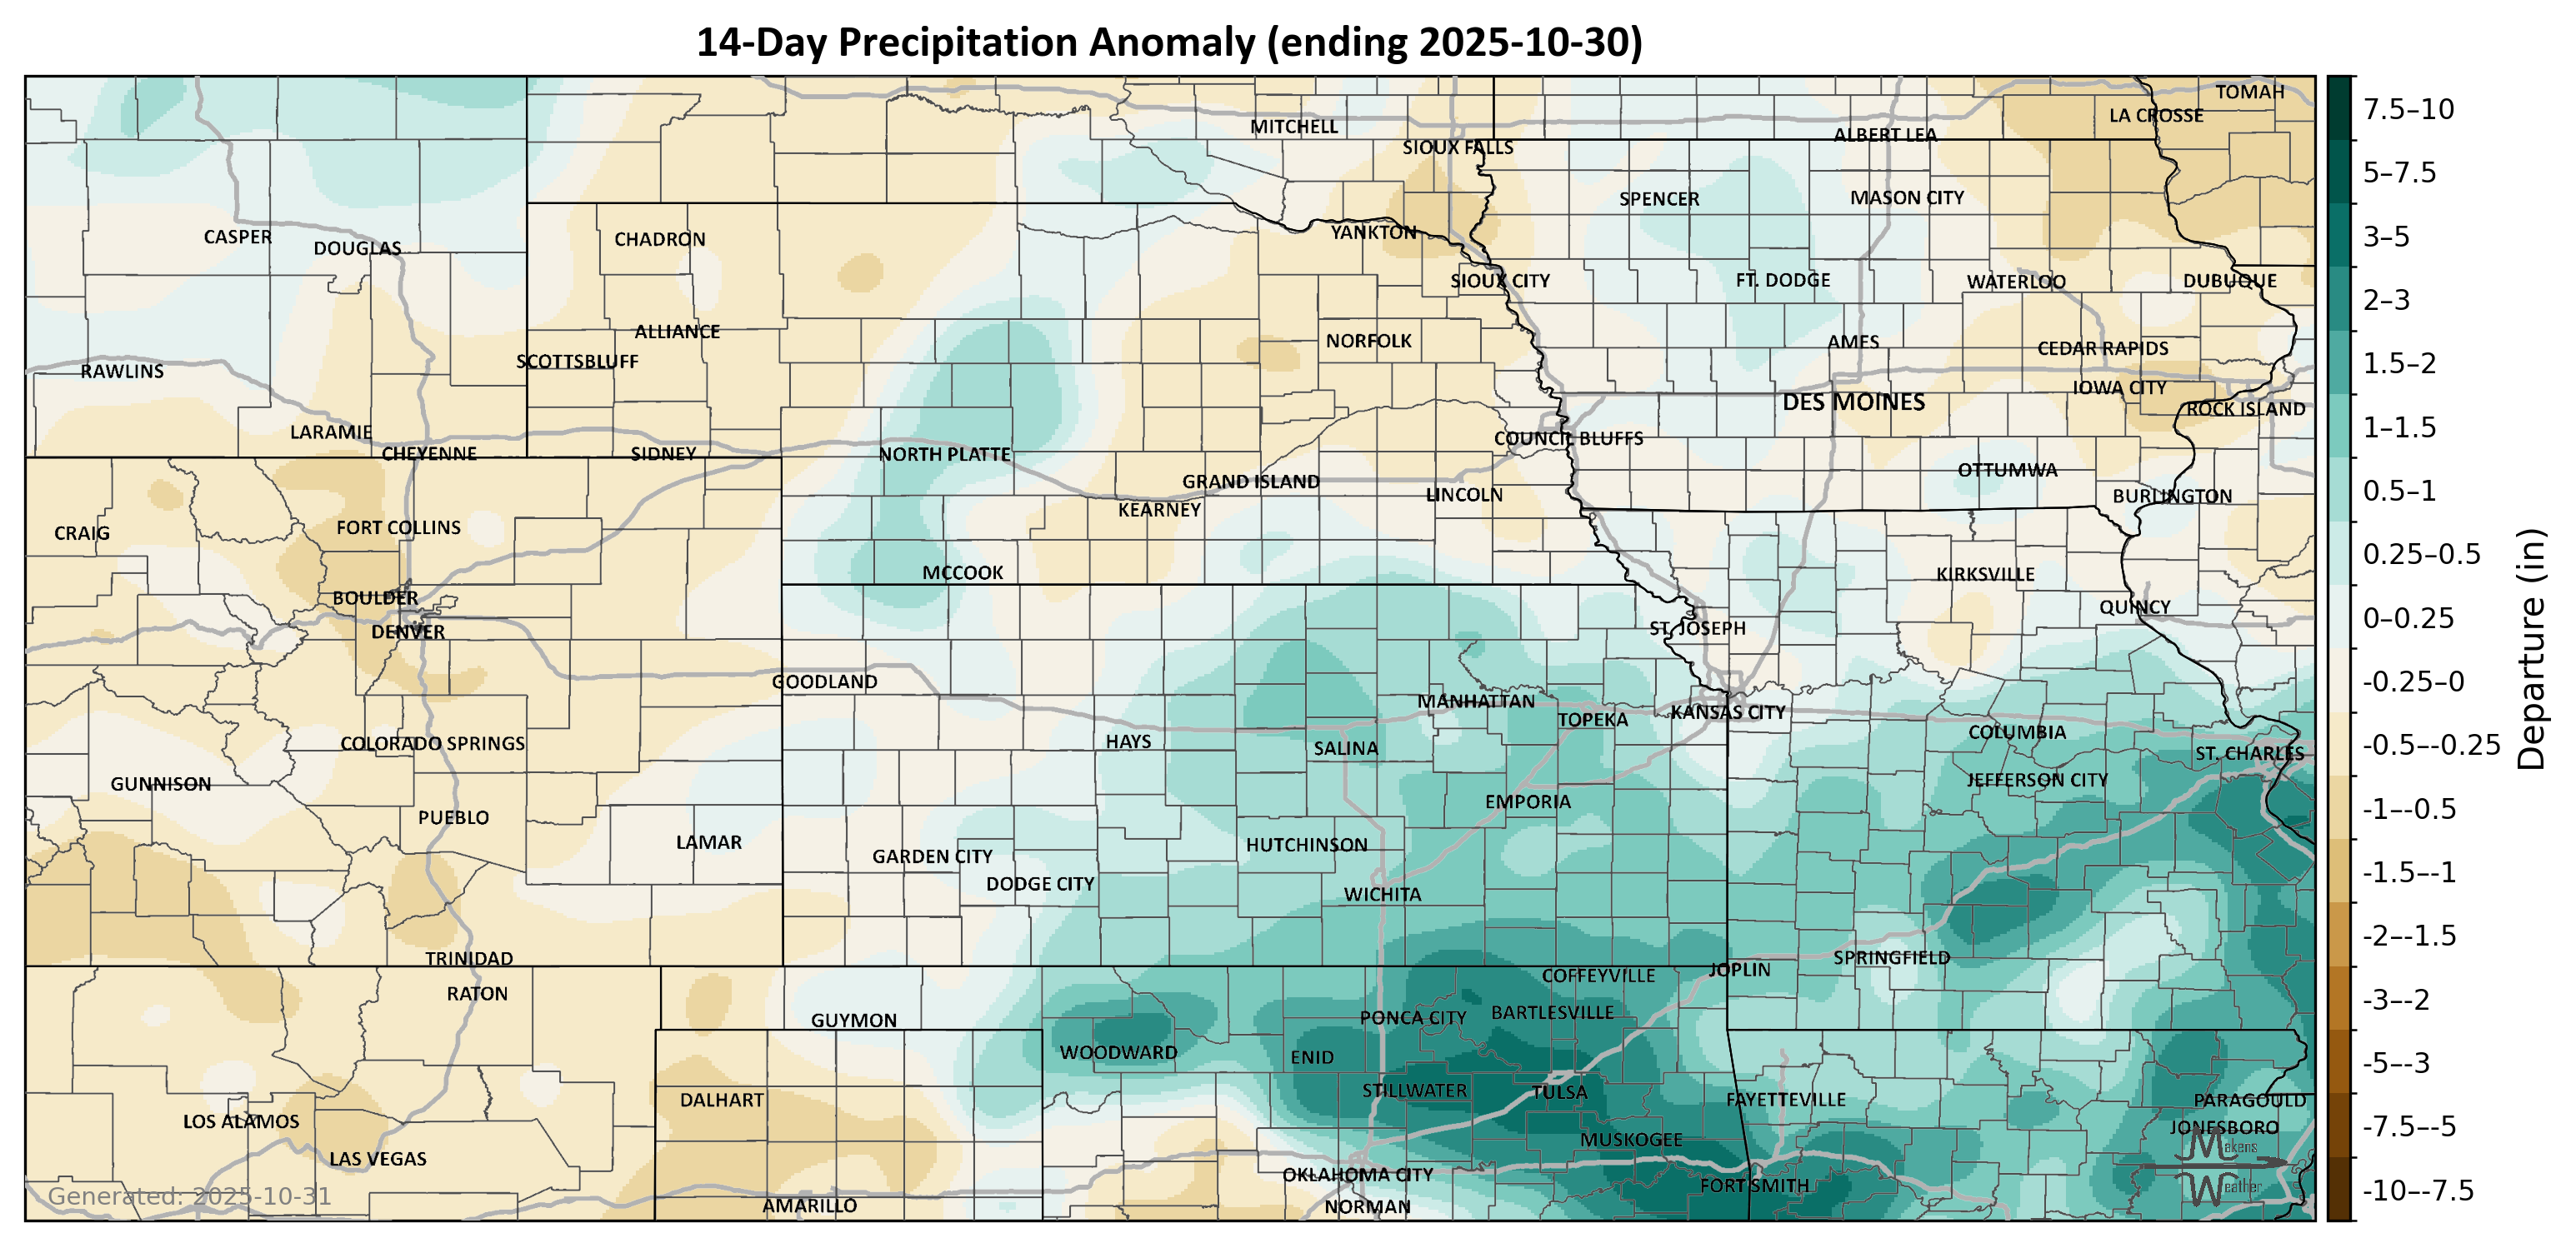 14-Day Precipitation Anomaly (ending 2025-10-30)
TOMAH
LA CROSSE
MITCHELL
ALBERT LEA
SIOUX FALLS
SPENCER
MASON CITY
CASPER
DOUGLAS
CHADRON
YANKTON
SIOUX CITY
FT. DODGE
WATERLOO
DUBUQUE
ALLIANCE
NORFOLK
AMES
CEDAR RAPIDS
SCOTTSBLUFF
RAWLINS
IOWA CITY
DES MOINES
ROCK ISLAND
LARAMIE
COUNCIL BLUFFS
CHEYENNE
SIDNEY
NORTH PLATTE
OTTUMWA
GRAND ISLAND
LINCOLN
BURLINGTON
KEARNEY
CRAIG
FORT COLLINS
MCCOOK
KIRKSVILLE
BOULDER
QUINCY
DENVER
ST. JOSEPH
GOODLAND
MANHATTAN
TOPEKA
KANSAS CITY
COLUMBIA
COLORADO SPRINGS
HAYS
SALINA
ST. CHARLES
GUNNISON
JEFFERSON CITY
EMPORIA
PUEBLO
LAMAR
HUTCHINSON
GARDEN CITY
DODGE CITY
WICHITA
TRINIDAD
SPRINGFIELD
JOPLIN
COFFEYVILLE
RATON
GUYMON
PONCA CITY
BARTLESVILLE
WOODWARD
ENID
STILLWATER
TULSA
DALHART
FAYETTEVILLE
PARAGOULD
LOS ALAMOS
JONESBORO
MUSKOGEE
LAS VEGAS
OKLAHOMA CITY
FORT SMITH
AMARILLO
NORMAN
Generated: 2025-10-31
Makens
Weather
7.5–10
5–7.5
3–5
2–3
1.5–2
1–1.5
0.5–1
0.25–0.5
0–0.25
-0.25–0
-0.5–-0.25
-1–-0.5
-1.5–-1
-2–-1.5
-3–-2
-5–-3
-7.5–-5
-10–-7.5
Departure (in)